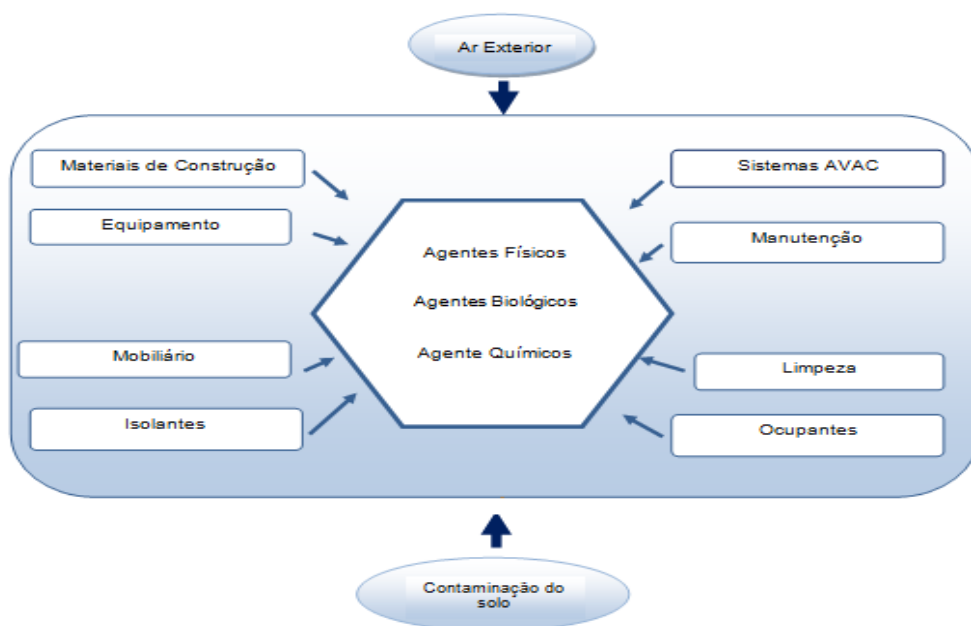 Ar Exterior
Materiais de Construção
Sistemas AVAC
Equipamento
Manutenção
Agentes Físicos
Agentes Biológicos
Agente Químicos
Mobiliário
Limpeza
Isolantes
Ocupantes
Contaminação do
solo